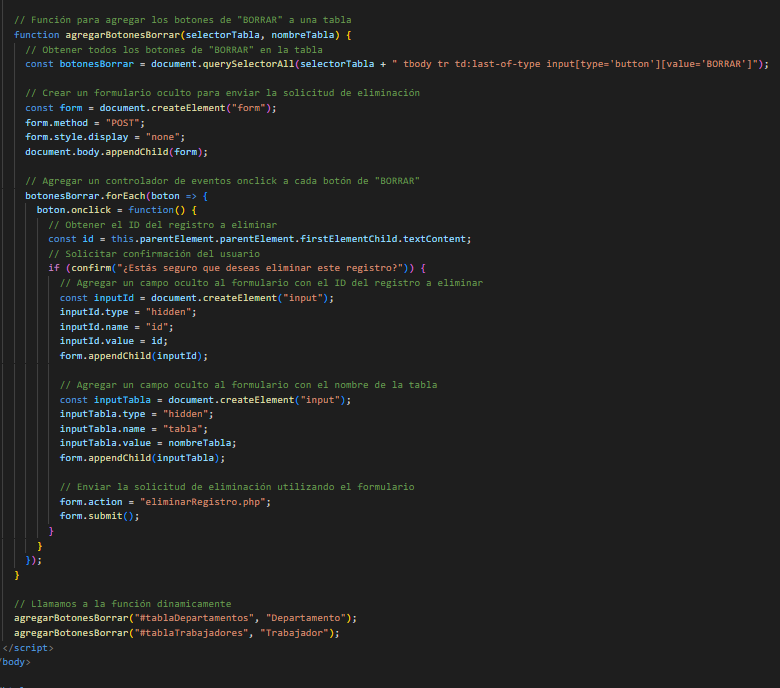 // Función para agregar los botones de "BORRAR" a una tabla
function agregarBotonesBorrar(selectorTabla, nombreTabla) {
// Obtener todos los botones de "BORRAR" en la tabla
const botonesBorrar = document.querySelectorAll(selectorTabla + " tbody tr td:last-of-type input[type='button'][value='BORRAR']");
// Crear un formulario oculto para enviar la solicitud de eliminación
const form = document.createElement("form");
form.method = "POST";
form.style.display = "none";
document.body.appendChild(form);
// Agregar un controlador de eventos onclick a cada botón de "BORRAR"
botonesBorrar.forEach(boton => {
boton.onclick = function() {
// Obtener el ID del registro a eliminar
const id = this.parentElement.parentElement.firstElementChild.textContent;
// Solicitar confirmación del usuario
if (confirm("¿Estás seguro que deseas eliminar este registro?")) {
// Agregar un campo oculto al formulario con el ID del registro a eliminar
const inputId = document.createElement("input");
inputId.type = "hidden";
inputId.name = "id";
inputId.value = id;
form.appendChild(inputId);
// Agregar un campo oculto al formulario con el nombre de la tabla
const inputTabla = document.createElement("input");
inputTabla.type = "hidden";
inputTabla.name = "tabla";
inputTabla.value = nombreTabla;
form.appendChild(inputTabla);
// Enviar la solicitud de eliminación utilizando el formulario
form.action = "eliminarRegistro.php";
form.submit();
}
}
});
}
// Llamamos a la función dinamicamente
agregarBotonesBorrar("#tablaDepartamentos", "Departamento");
agregarBotonesBorrar("#tablaTrabajadores", "Trabajador");
</script>
/body>